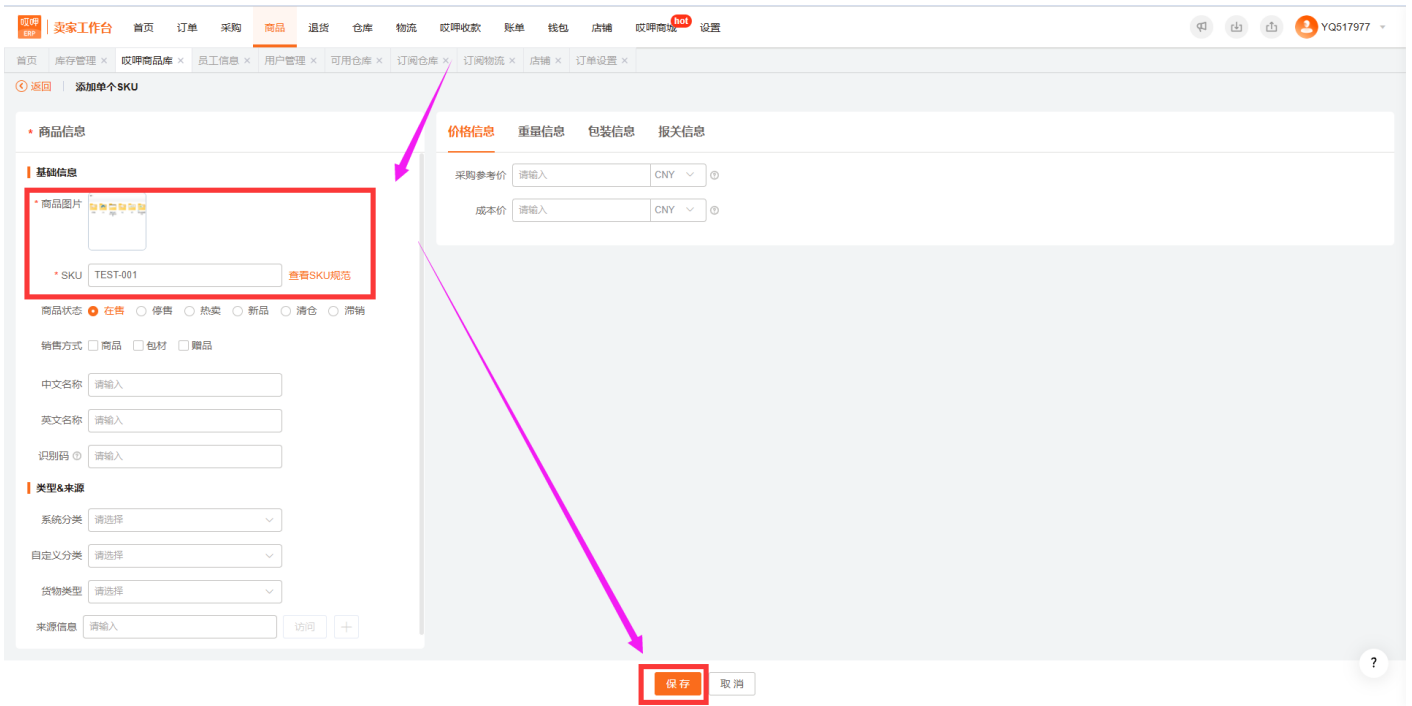 哎呷 ERP 卖家工作台 首页 订单 采购 商品 退货 仓库 物流 哎呷收款 账单 钱包 店铺 哎呷商城 hot 设置 YQ517977
首页 库存管理 × 哎呷商品库 × 员工信息 × 用户管理 × 可用仓库 × 订阅仓库 × 订阅物流 × 店铺 × 订单设置 ×
返回 添加单个SKU
* 商品信息
基础信息
* 商品图片
* SKU TEST-001 查看SKU规范
商品状态 在售 停售 热卖 新品 清仓 滞销
销售方式 商品 包材 赠品
中文名称 请输入
英文名称 请输入
识别码 ? 请输入
类型&来源
系统分类 请选择
自定义分类 请选择
货物类型 请选择
来源信息 请输入 访问 +
价格信息 重量信息 包装信息 报关信息
采购参考价 请输入 CNY ?
成本价 请输入 CNY ?
保存 取消
?